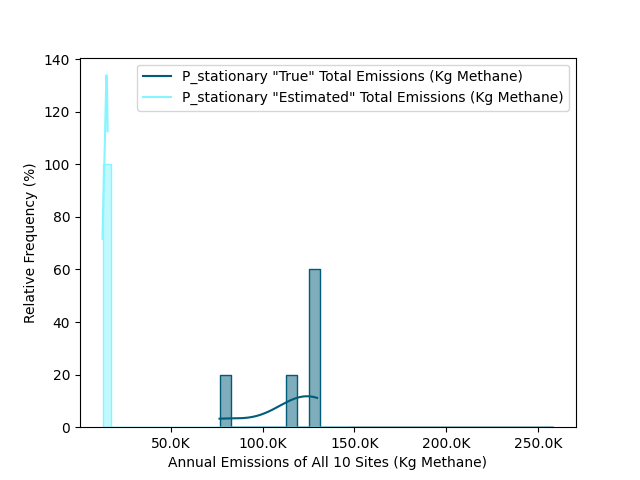 P_stationary "True" Total Emissions (Kg Methane)
P_stationary "Estimated" Total Emissions (Kg Methane)
140
120
100
80
60
40
20
0
Relative Frequency (%)
50.0K
100.0K
150.0K
200.0K
250.0K
Annual Emissions of All 10 Sites (Kg Methane)